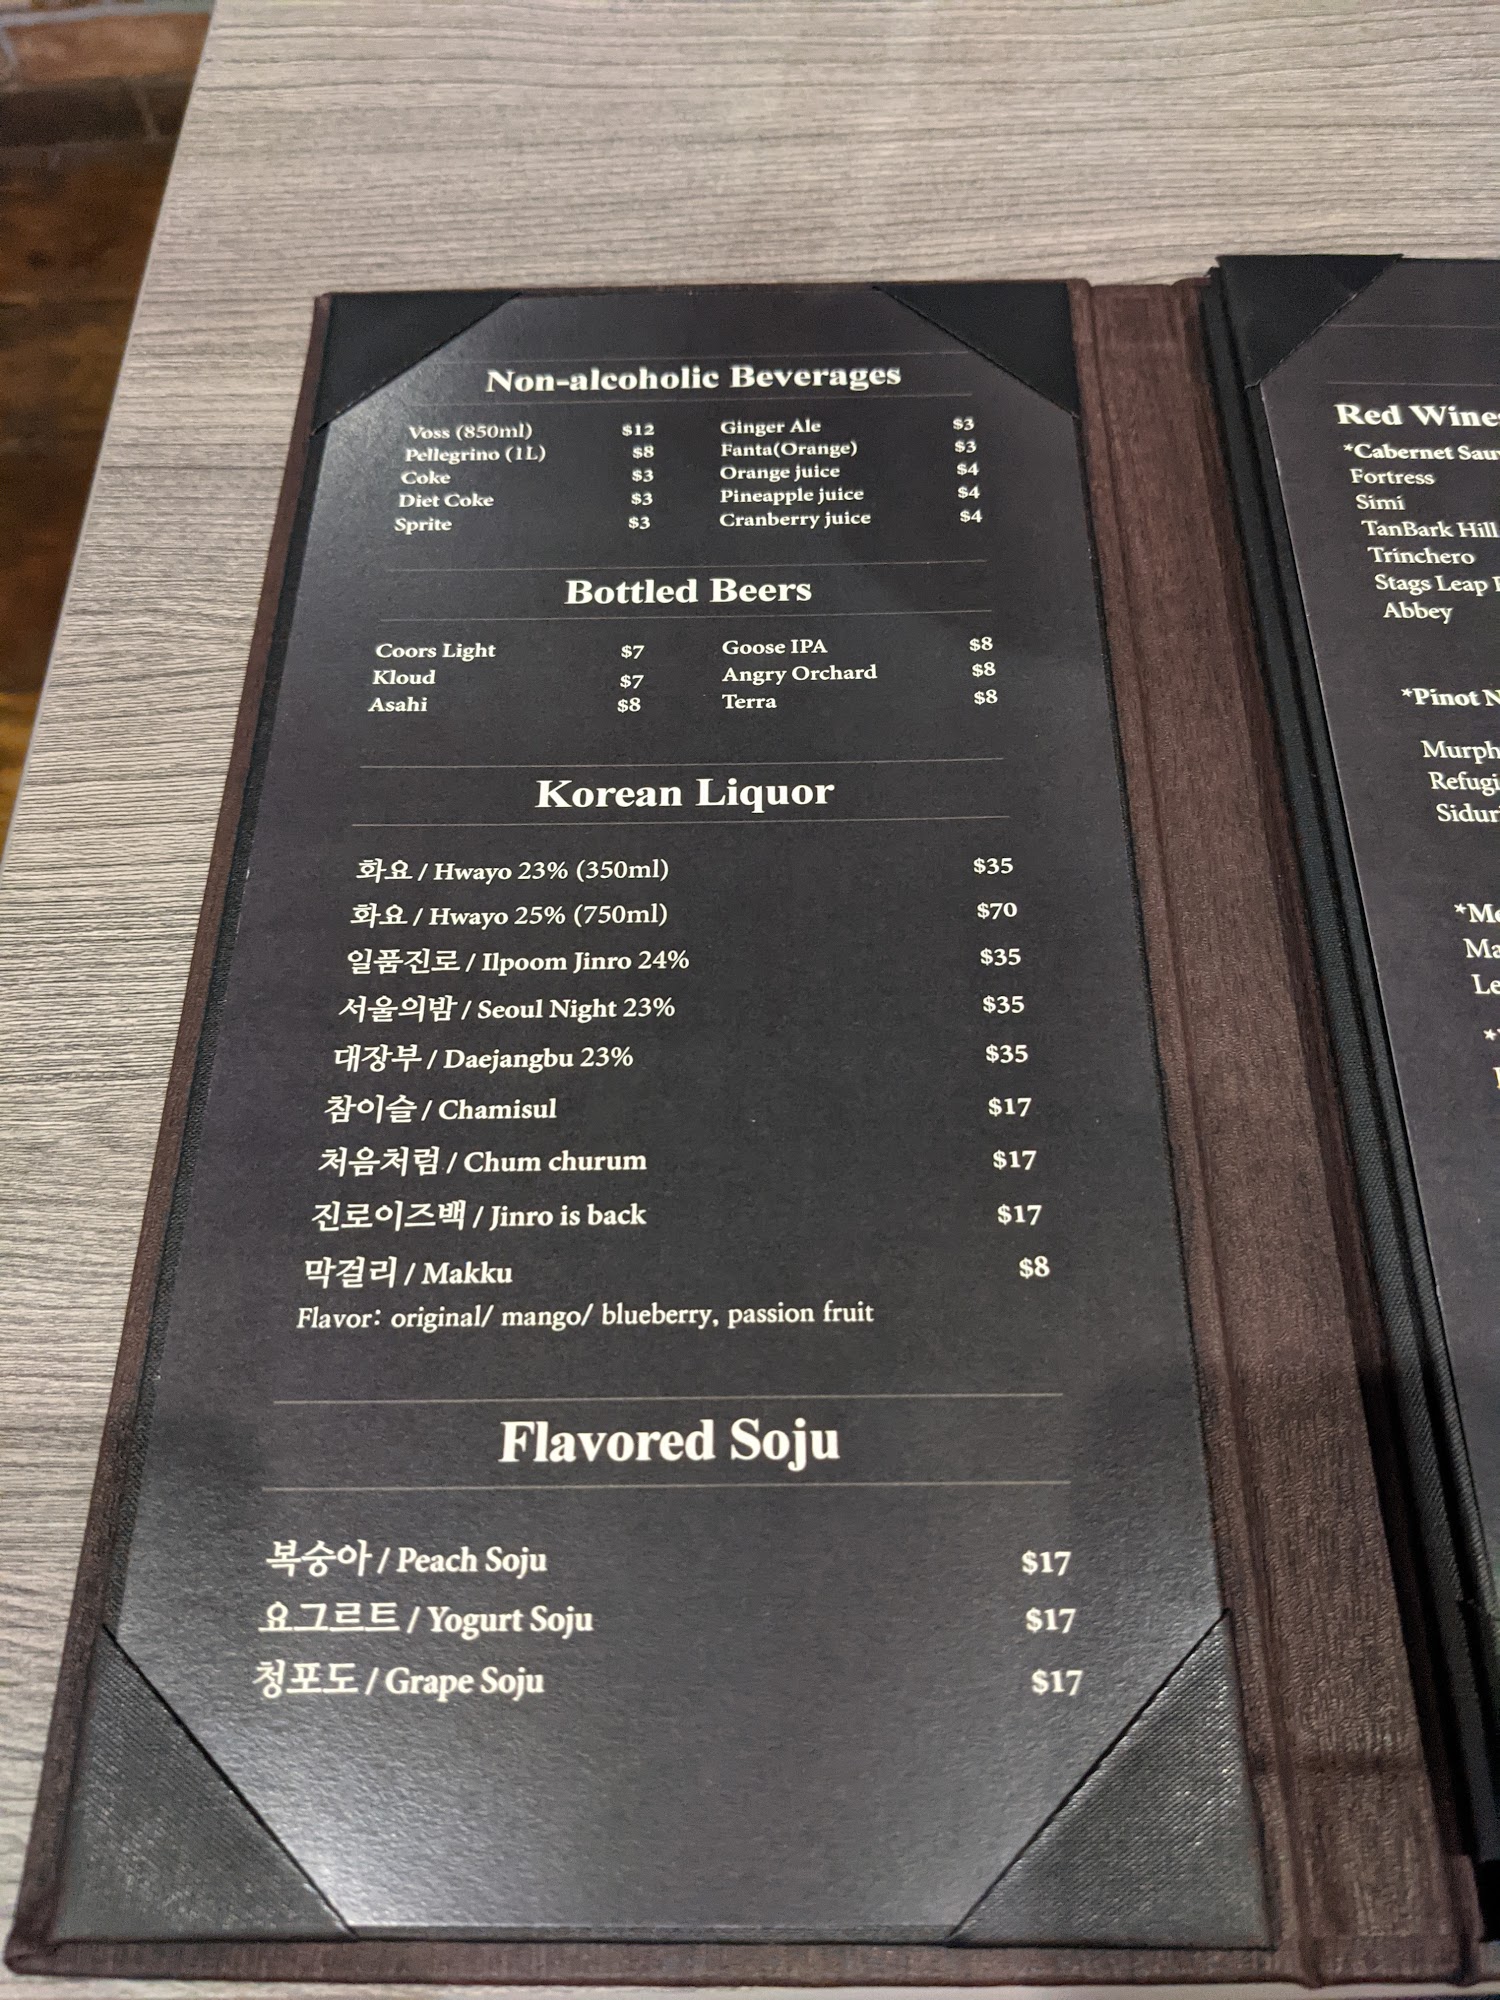 Non-alcoholic Beverages
Voss (850ml) $12
Pellegrino (1L) $8
Coke $3
Diet Coke $3
Sprite $3
Ginger Ale $3
Fanta(Orange) $3
Orange juice $4
Pineapple juice $4
Cranberry juice $4
Bottled Beers
Coors Light $7
Kloud $7
Asahi $8
Goose IPA $8
Angry Orchard $8
Terra $8
Korean Liquor
화요 / Hwayo 23% (350ml) $35
화요 / Hwayo 25% (750ml) $70
일품진로 / Ilpoom Jinro 24% $35
서울의밤 / Seoul Night 23% $35
대장부 / Daejangbu 23% $35
참이슬 / Chamisul $17
처음처럼 / Chum churum $17
진로이즈백 / Jinro is back $17
막걸리 / Makku $8
Flavor: original/ mango/ blueberry, passion fruit
Flavored Soju
복숭아 / Peach Soju $17
요그르트 / Yogurt Soju $17
청포도 / Grape Soju $17
Red Wines
*Cabernet
Fortress
Simi
TanBark Hill
Trinchero
Stags Leap
Abbey
*Pinot